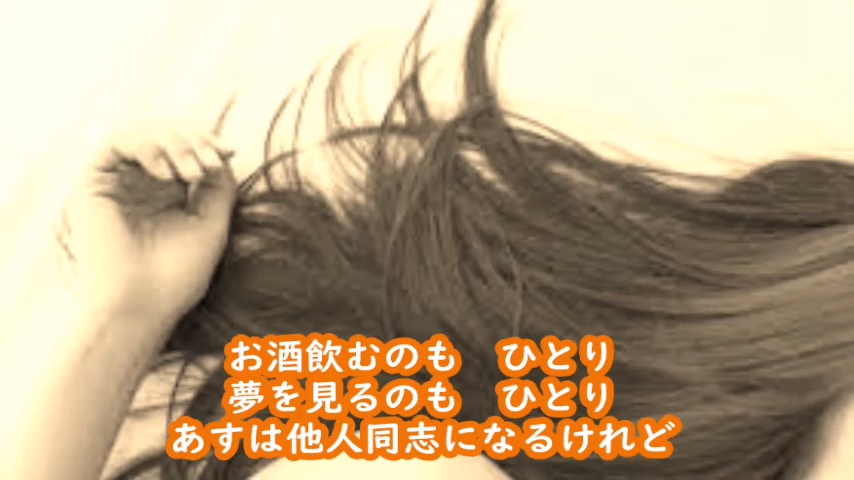 お酒飲むのも　ひとり
夢を見るのも　ひとり
あすは他人同志になるけれど